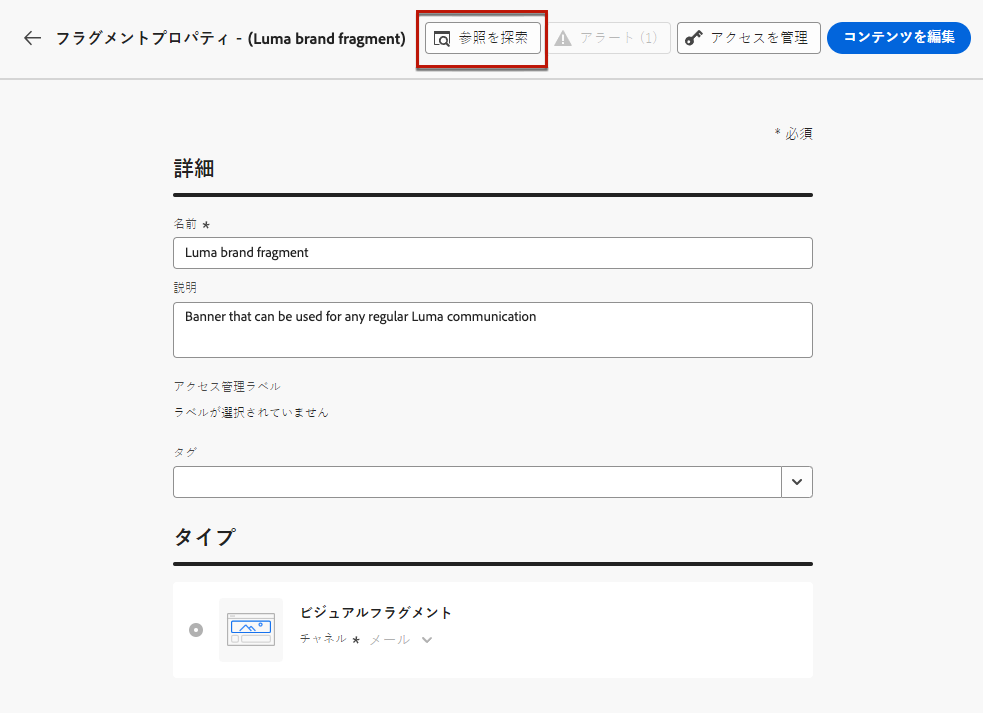 フラグメントプロパティ - (Luma brand fragment)
参照を探索
アラート (1)
アクセスを管理
コンテンツを編集
* 必須
詳細
名前 *
Luma brand fragment
説明
Banner that can be used for any regular Luma communication
アクセス管理ラベル
ラベルが選択されていません
タグ
タイプ
ビジュアルフラグメント
チャネル * メール